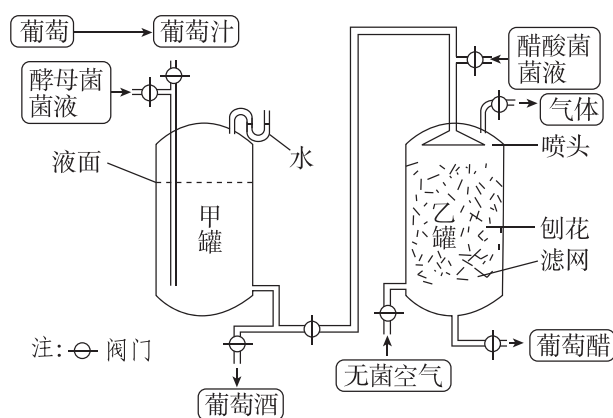 葡萄
葡萄汁
酵母菌
菌液
醋酸菌
菌液
气体
水
喷头
液面
甲
罐
乙
罐
刨花
滤网
注:
阀门
葡萄酒
无菌空气
葡萄醋